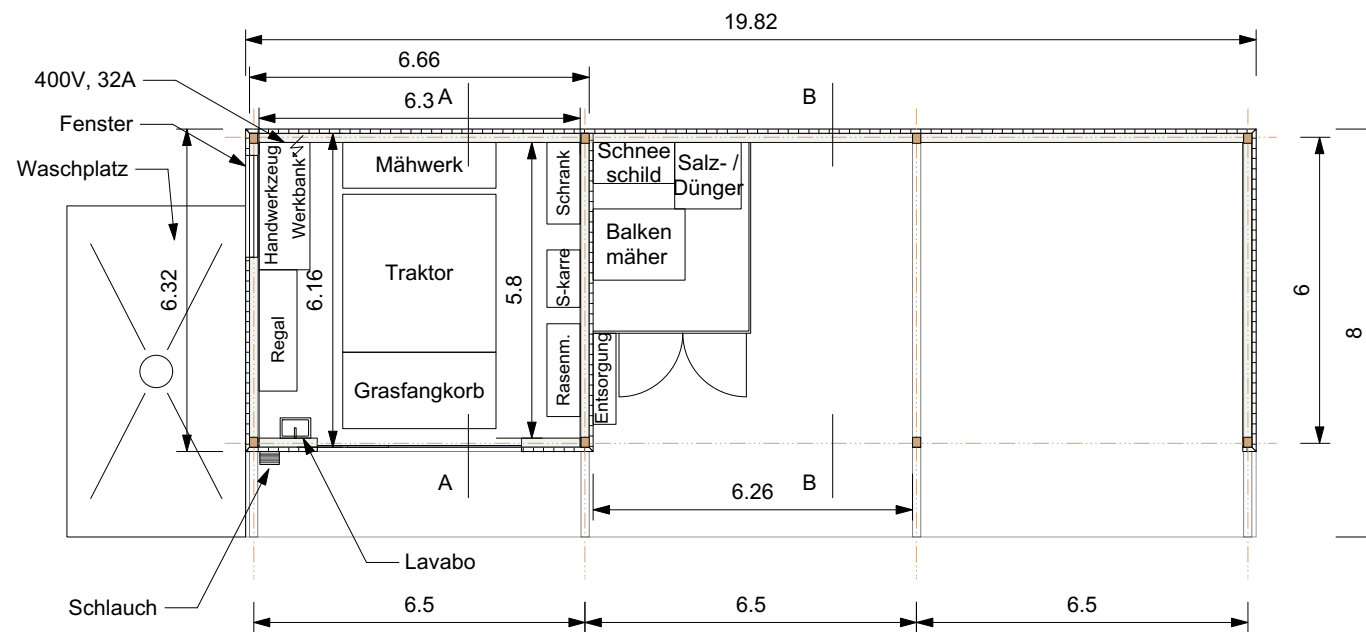 19.82
6.66
400V, 32A
6.3
A
B
Fenster
Waschplatz
Handwerkzeug
Werkbank
Mähwerk
Schrank
Schnee
schild
Salz- /
Dünger
Balken
mäher
6.32
6.16
Traktor
5.8
S-karre
6
8
Regal
Grasfangkorb
Rasenm.
Entsorgung
A
B
6.26
Lavabo
Schlauch
6.5
6.5
6.5